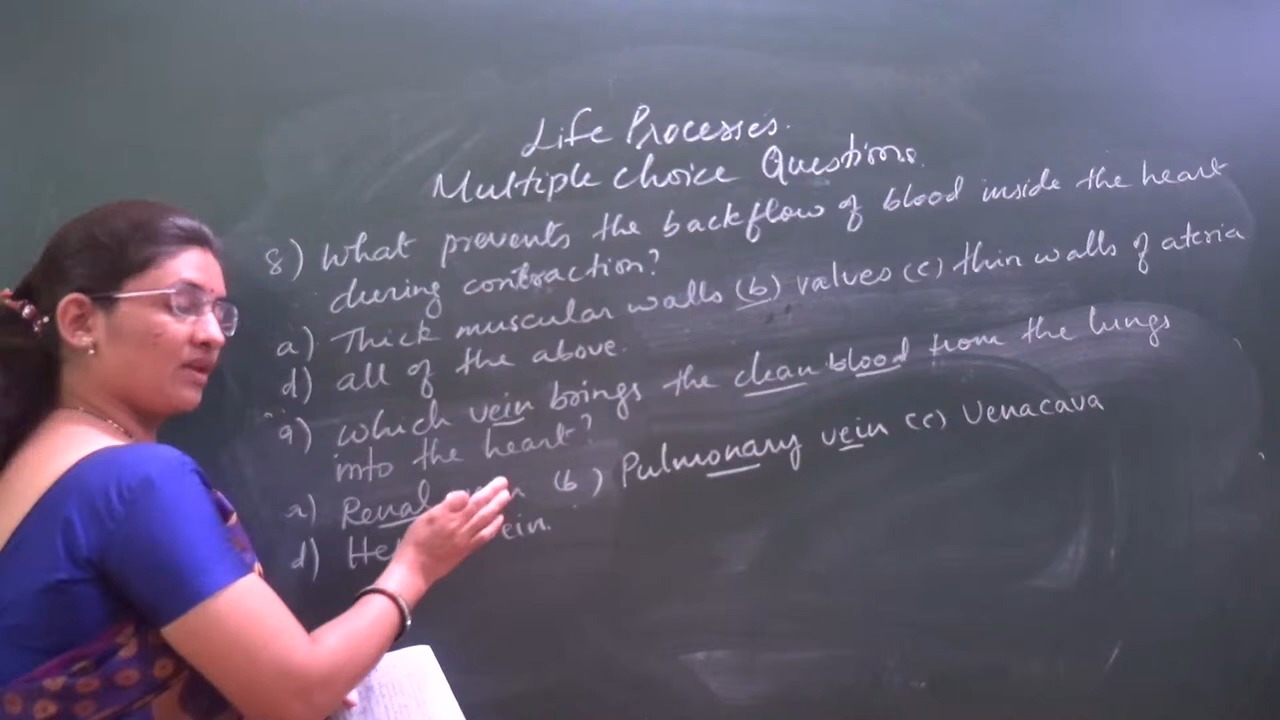 Life Processes.
Multiple choice Questions.
8) What prevents the backflow of blood inside the heart
during contraction?
a) Thick muscular walls (b) valves (c) thin walls of ateria
d) all of the above.
9) which vein brings the clean blood from the lungs
into the heart?
a) Renal (b) Pulmonary vein (c) Venacava
d)